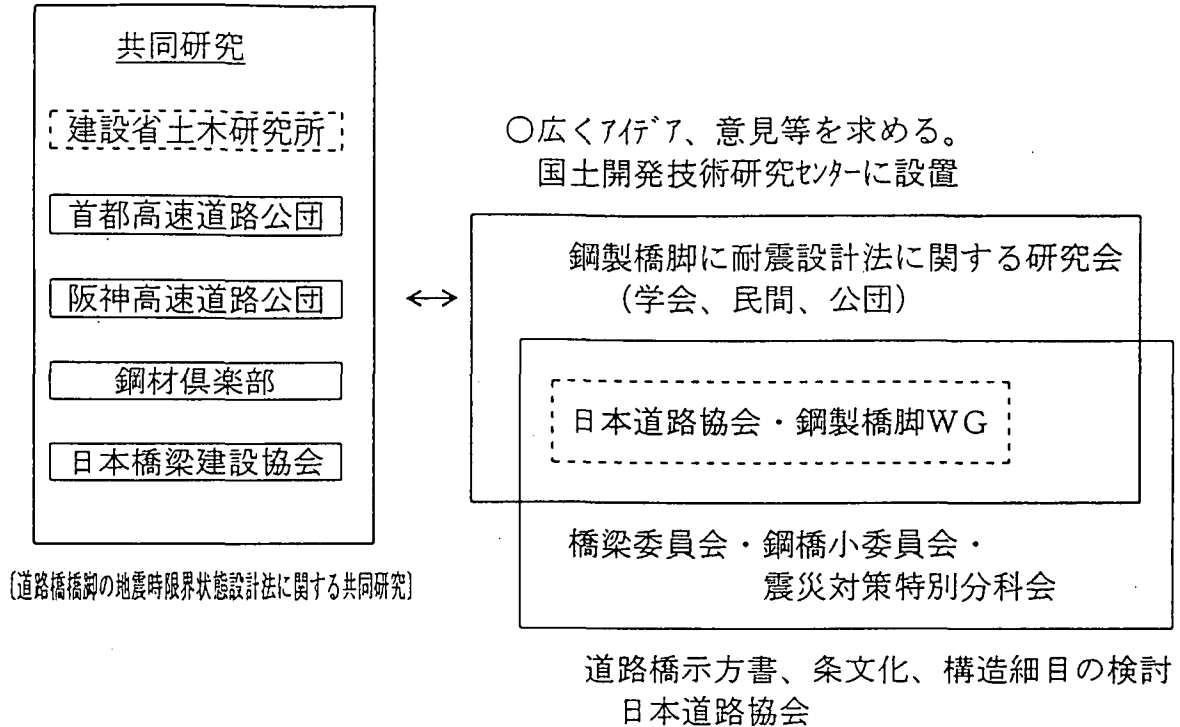 共同研究
建設省土木研究所
首都高速道路公団
阪神高速道路公団
鋼材倶楽部
日本橋梁建設協会
〔道路橋橋脚の地震時限界状態設計法に関する共同研究〕
↔
○広くアイデア、意見等を求める。
国土開発技術研究センターに設置
鋼製橋脚に耐震設計法に関する研究会
(学会、民間、公団)
日本道路協会・鋼製橋脚WG
橋梁委員会・鋼橋小委員会・
震災対策特別分科会
道路橋示方書、条文化、構造細目の検討
日本道路協会